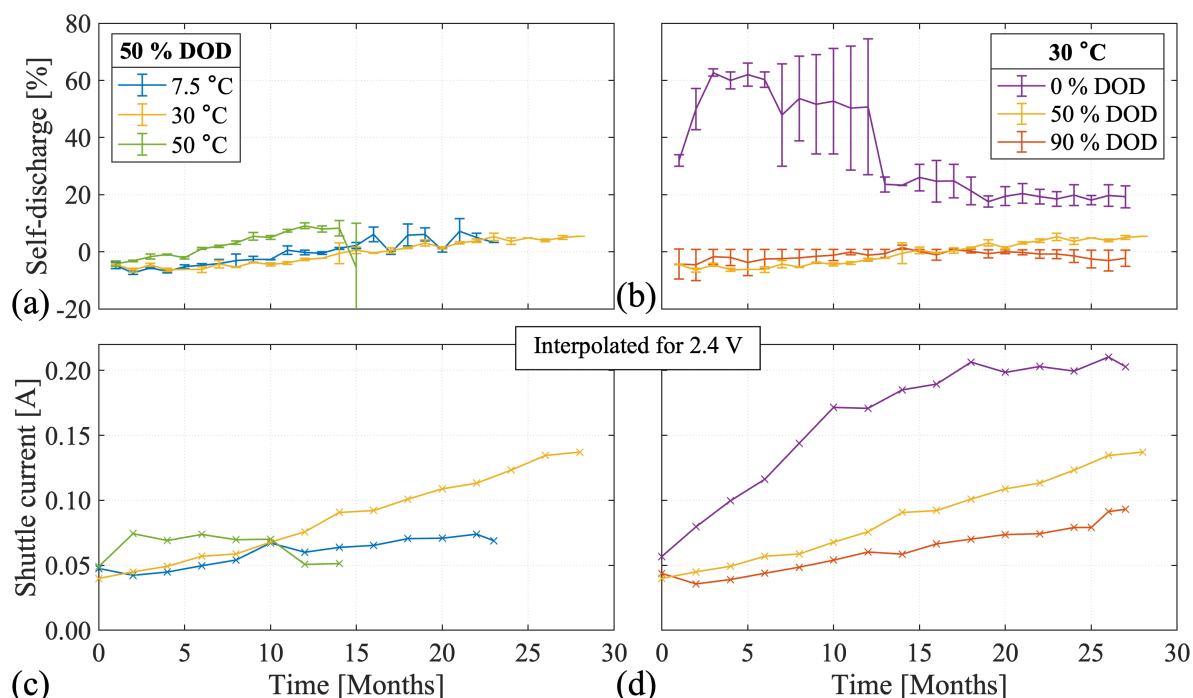 (a)
Self-discharge [%]
80
60
40
20
0
-20
50 % DOD
7.5 °C
30 °C
50 °C
(b)
30 °C
0 % DOD
50 % DOD
90 % DOD
Interpolated for 2.4 V
(c)
Shuttle current [A]
0.20
0.15
0.10
0.05
0.00
0 5 10 15 20 25
Time [Months]
(d)
0 5 10 15 20 25 30
Time [Months]